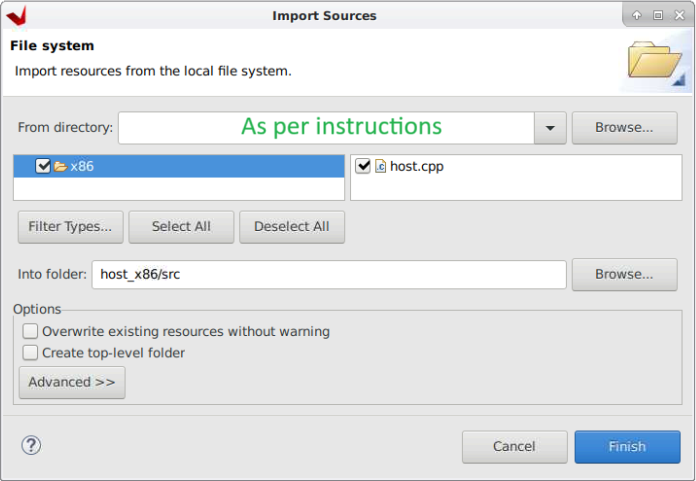 Import Sources
File system
Import resources from the local file system.
From directory: As per instructions Browse...
x86 host.cpp
Filter Types... Select All Deselect All
Into folder: host_x86/src Browse...
Options
Overwrite existing resources without warning
Create top-level folder
Advanced >>
? Cancel Finish